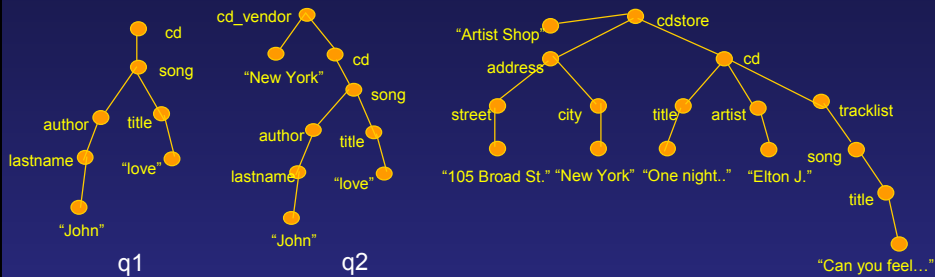 cd
song
author
title
lastname
“love”
“John”
q1
cd_vendor
“New York”
cd
song
author
title
lastname
“love”
“John”
q2
cdstore
“Artist Shop”
address
cd
street
city
title
artist
tracklist
“105 Broad St.”
“New York”
“One night..”
“Elton J.”
song
title
“Can you feel…”